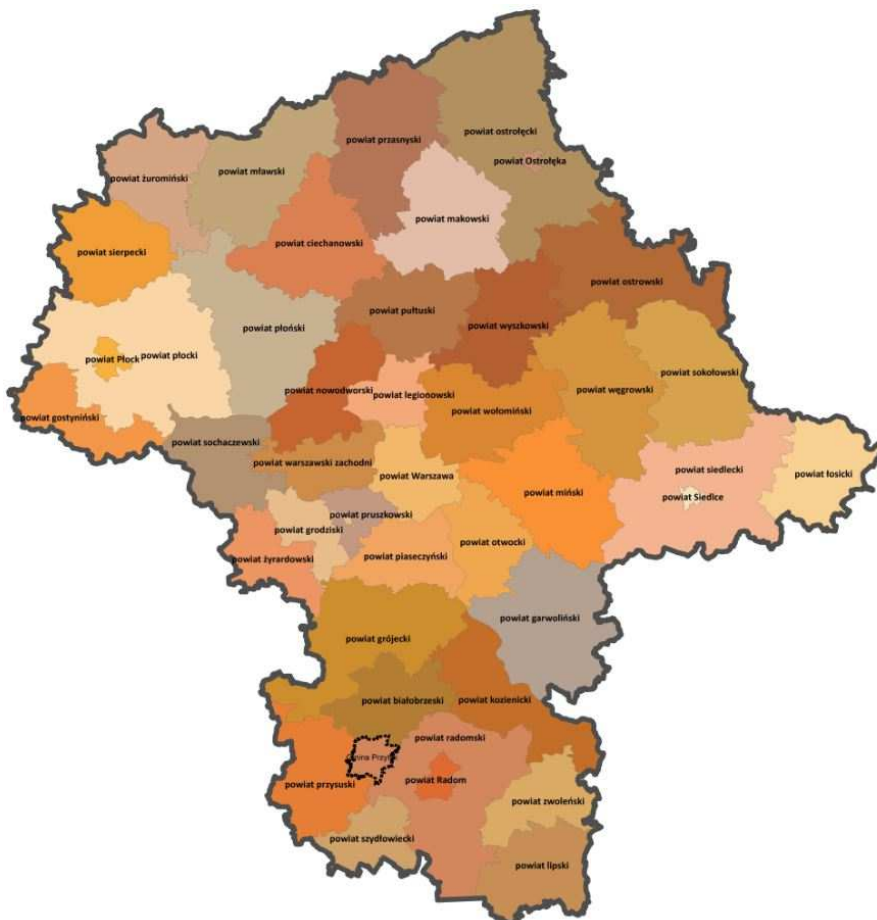 powiat ostrołęcki
powiat przasnyski
powiat Ostrołęka
powiat mławski
powiat żuromiński
powiat makowski
powiat ciechanowski
powiat sierpecki
powiat ostrowski
powiat pułtuski
powiat wyszkowski
powiat płoński
powiat Płock
powiat płocki
powiat sokołowski
powiat węgrowski
powiat nowodworski
powiat legionowski
powiat wołomiński
powiat gostyniński
powiat sochaczewski
powiat warszawski zachodni
powiat siedlecki
powiat Warszawa
powiat łosicki
powiat miński
powiat Siedlce
powiat pruszkowski
powiat grodziski
powiat otwocki
powiat piaseczyński
powiat żyrardowski
powiat garwoliński
powiat grójecki
powiat białobrzeski
powiat kozienicki
powiat radomski
powiat Radom
powiat przysuski
powiat zwoleński
powiat szydłowiecki
powiat lipski